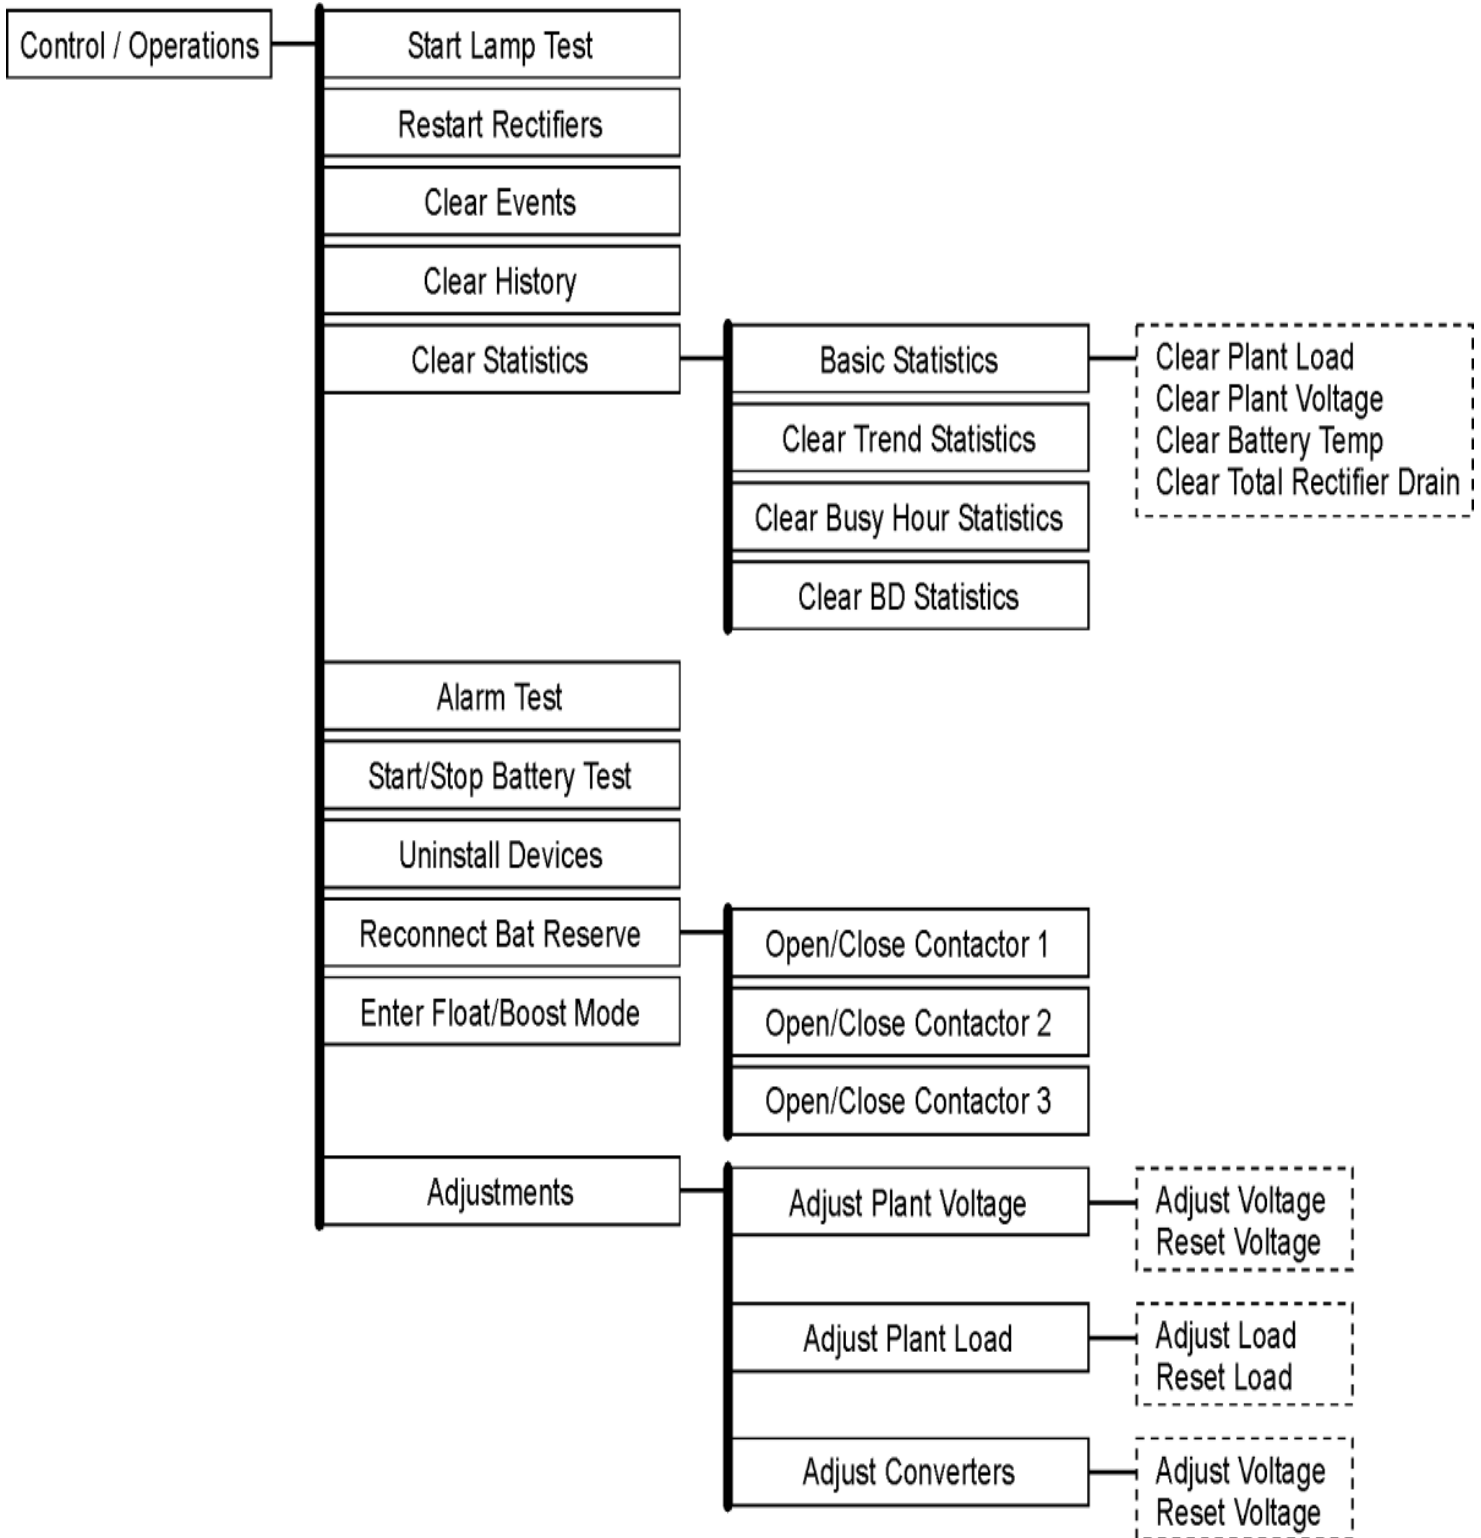 Control / Operations
Start Lamp Test
Restart Rectifiers
Clear Events
Clear History
Clear Statistics
Basic Statistics
Clear Plant Load
Clear Plant Voltage
Clear Battery Temp
Clear Total Rectifier Drain
Clear Trend Statistics
Clear Busy Hour Statistics
Clear BD Statistics
Alarm Test
Start/Stop Battery Test
Uninstall Devices
Reconnect Bat Reserve
Open/Close Contactor 1
Open/Close Contactor 2
Open/Close Contactor 3
Enter Float/Boost Mode
Adjustments
Adjust Plant Voltage
Adjust Voltage
Reset Voltage
Adjust Plant Load
Adjust Load
Reset Load
Adjust Converters
Adjust Voltage
Reset Voltage